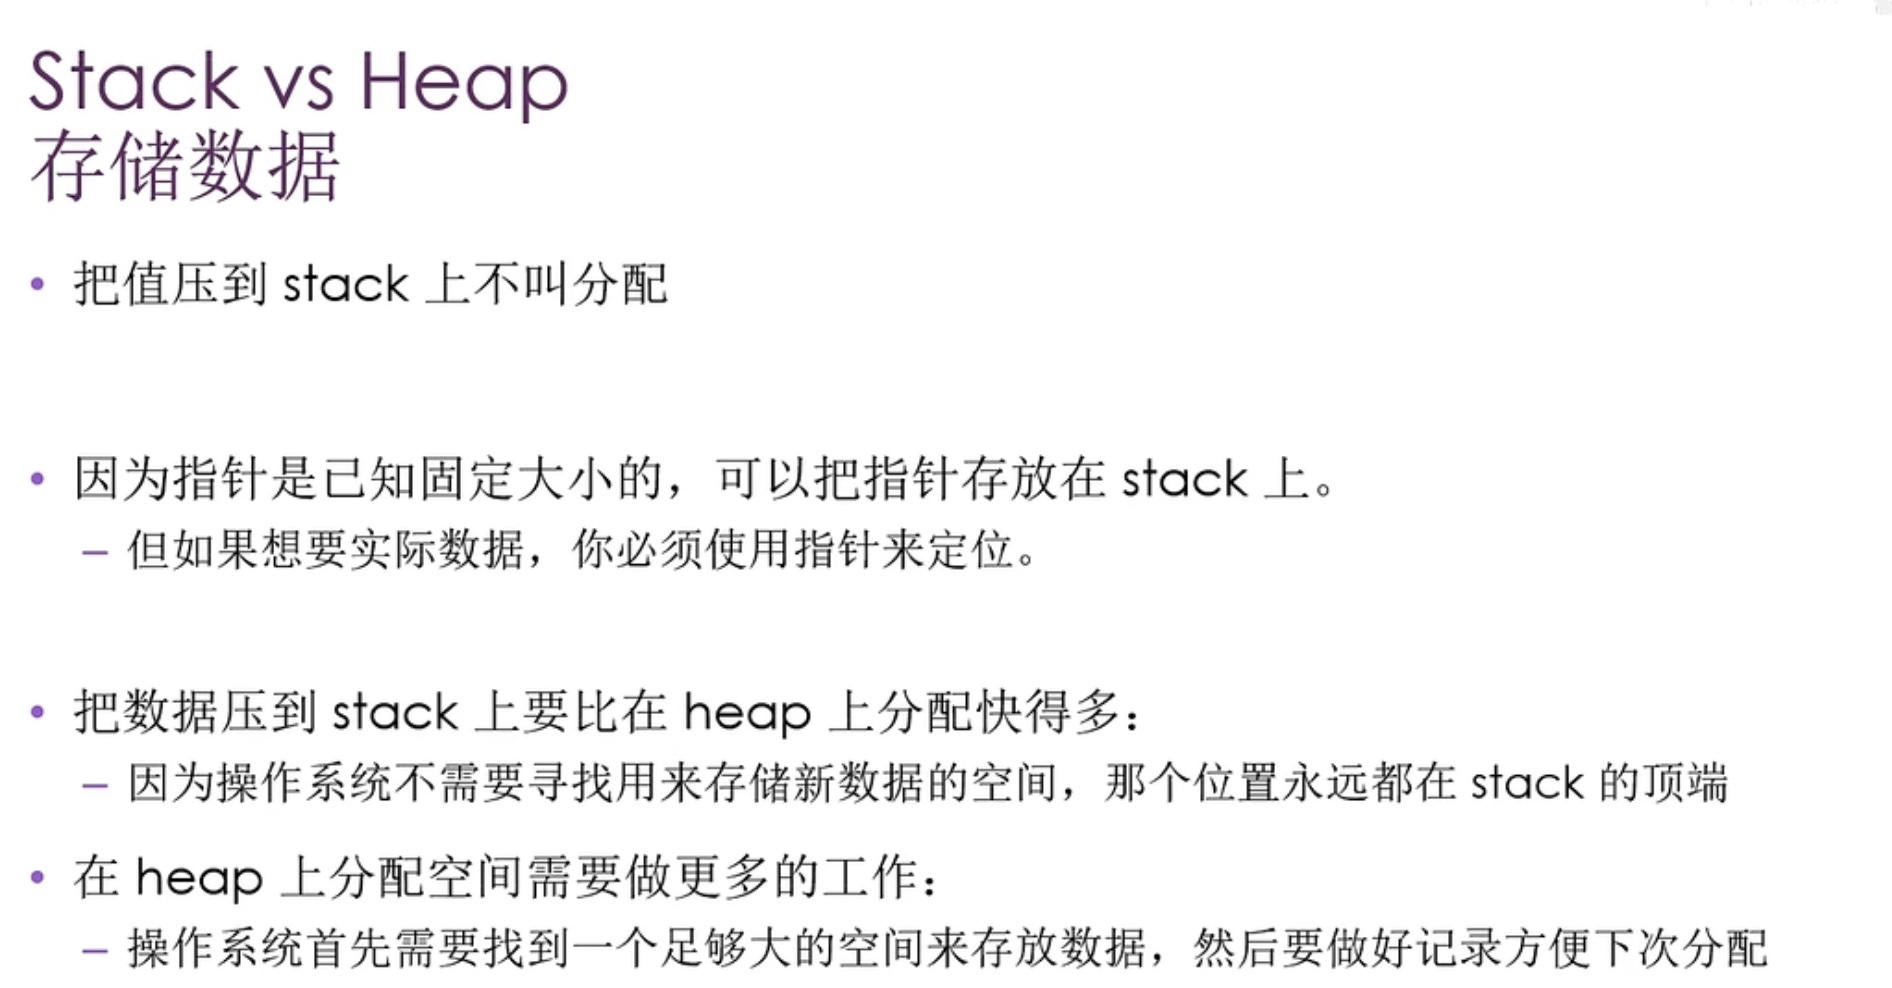 Stack vs Heap
存储数据
• 把值压到 stack 上不叫分配
• 因为指针是已知固定大小的，可以把指针存放在 stack 上。
– 但如果想要实际数据，你必须使用指针来定位。
• 把数据压到 stack 上要比在 heap 上分配快得多：
– 因为操作系统不需要寻找用来存储新数据的空间，那个位置永远都在 stack 的顶端
• 在 heap 上分配空间需要做更多的工作：
– 操作系统首先需要找到一个足够大的空间来存放数据，然后要做好记录方便下次分配